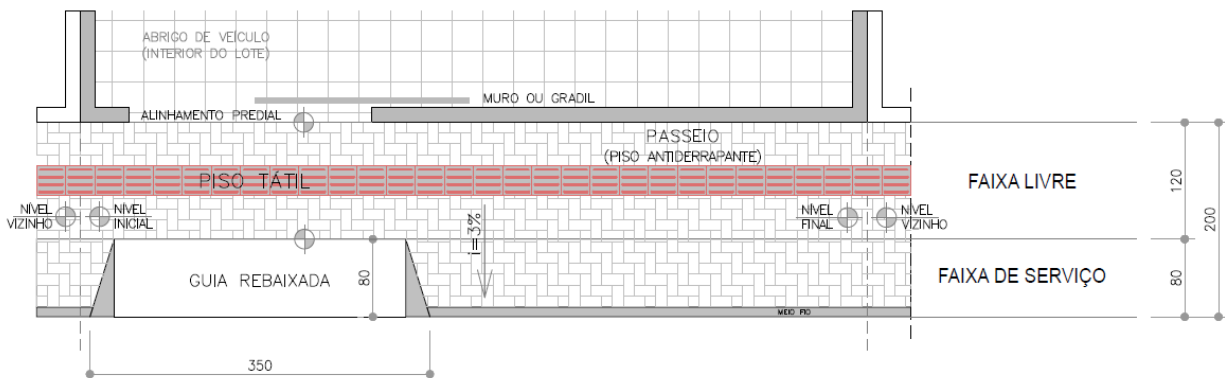 ABRIGO DE VEÍCULO
(INTERIOR DO LOTE)
MURO OU GRADIL
ALINHAMENTO PREDIAL
PASSEIO
(PISO ANTIDERRAPANTE)
PISO TÁTIL
FAIXA LIVRE
120
200
NÍVEL
VIZINHO
NÍVEL
INICIAL
i=3%
NÍVEL
FINAL
NÍVEL
VIZINHO
GUIA REBAIXADA
80
FAIXA DE SERVIÇO
80
MEIO FIO
350